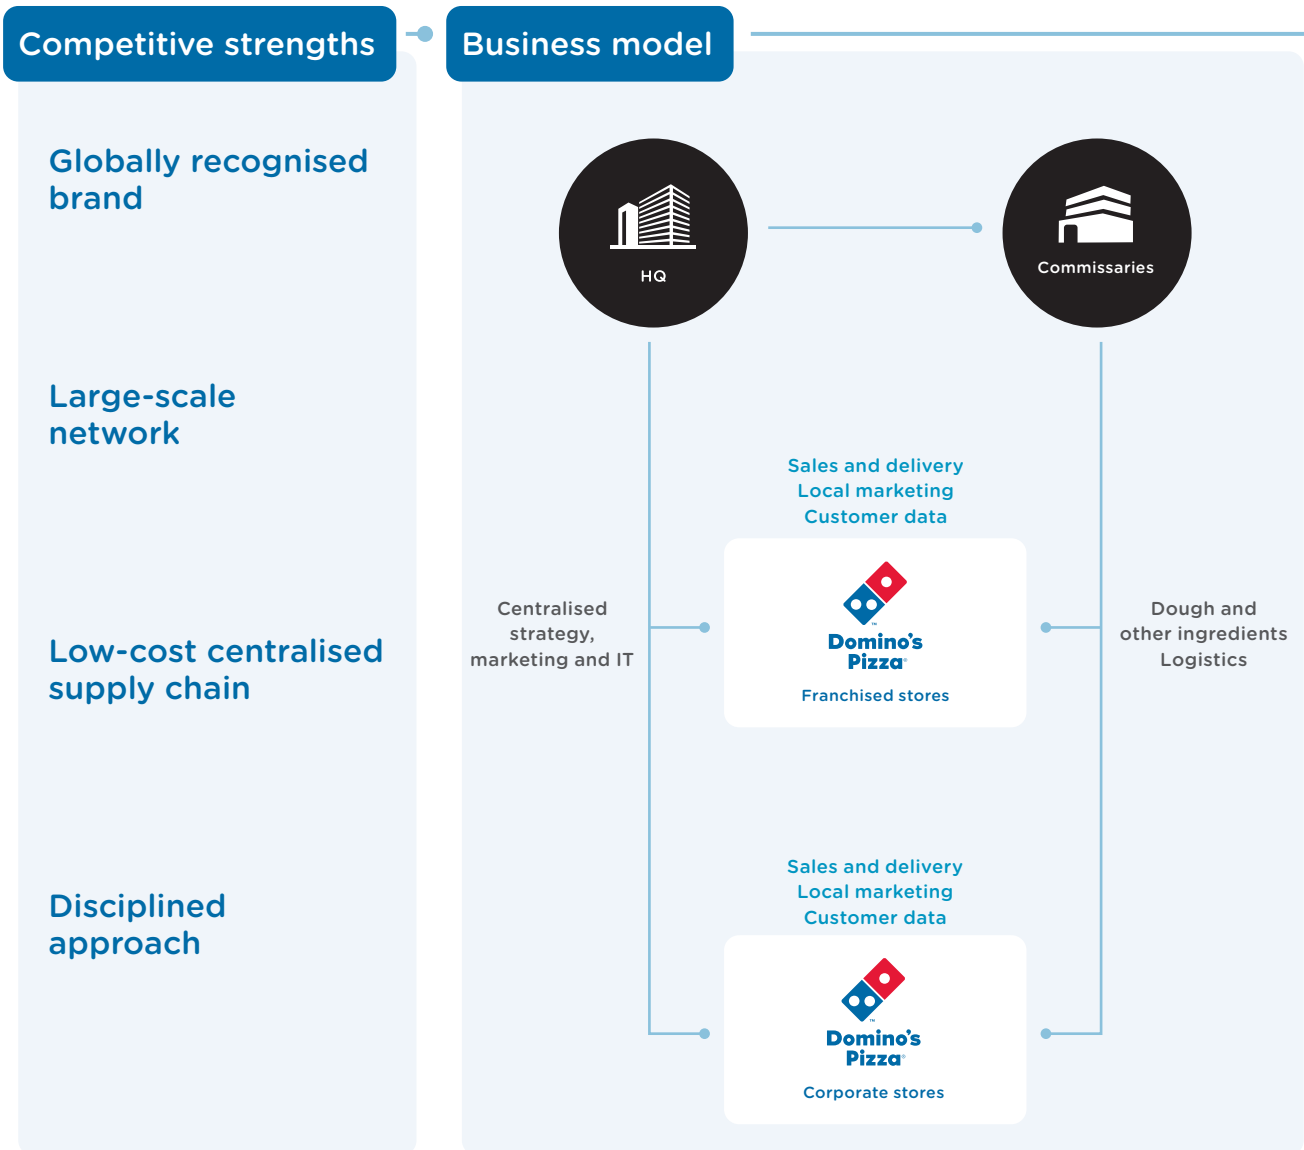 Competitive strengths
Business model
Globally recognised
brand
Large-scale
network
Low-cost centralised
supply chain
Disciplined
approach
HQ
Commissaries
Centralised
strategy,
marketing and IT
Sales and delivery
Local marketing
Customer data
Domino's
Pizza®
™
Franchised stores
Dough and
other ingredients
Logistics
Sales and delivery
Local marketing
Customer data
™
Domino's
Pizza®
Corporate stores